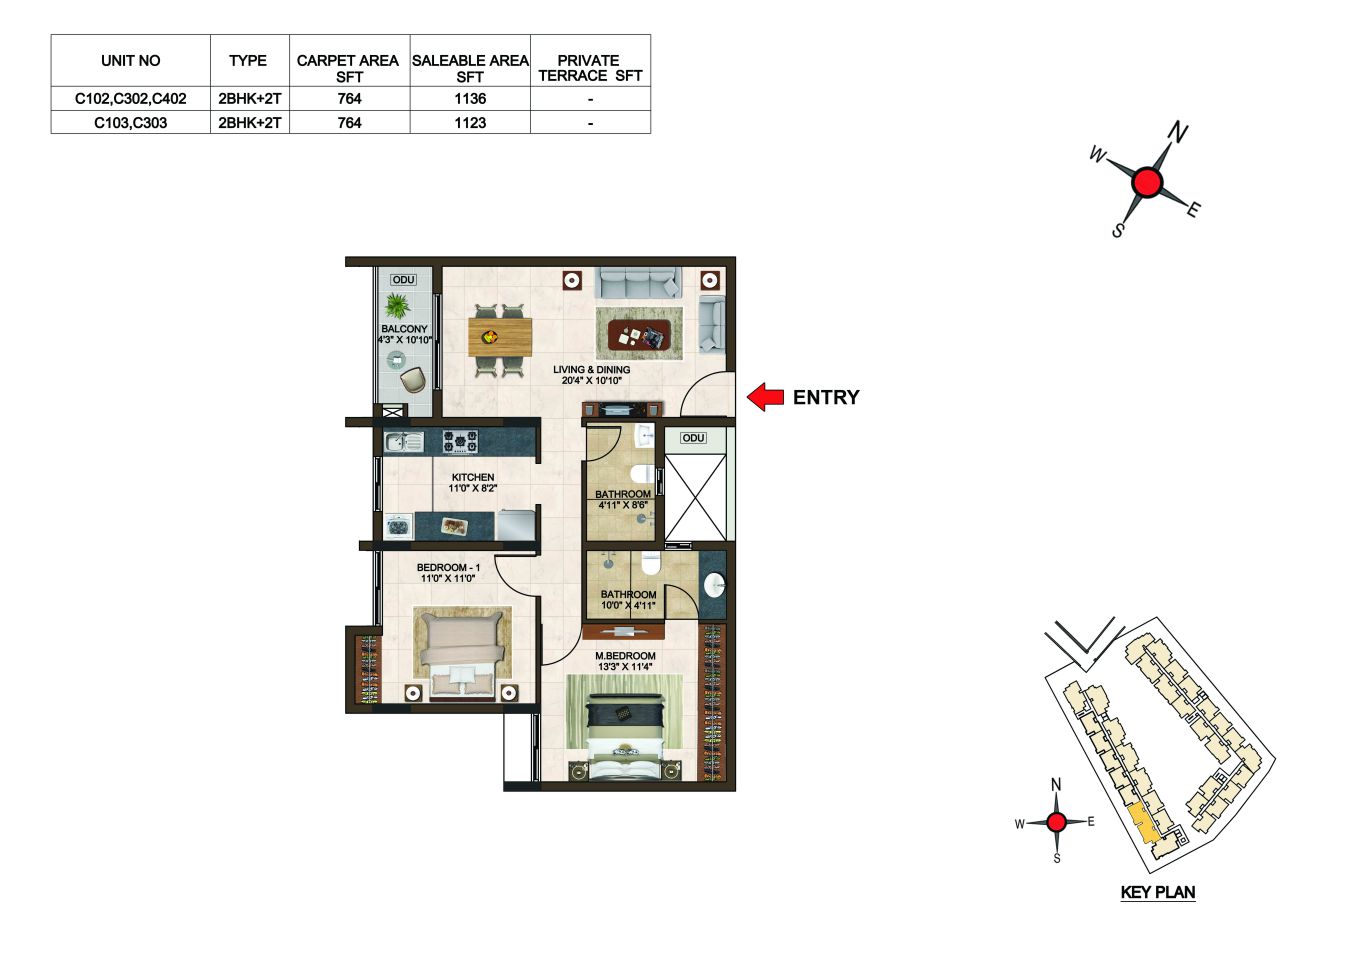 UNIT NO TYPE CARPET AREA SFT SALEABLE AREA SFT PRIVATE TERRACE SFT
C102,C302,C402 2BHK+2T 764 1136 -
C103,C303 2BHK+2T 764 1123 -
N
W
E
S
ODU
BALCONY
4'3" X 10'10"
LIVING & DINING
20'4" X 10'10"
ENTRY
ODU
KITCHEN
11'0" X 8'2"
BATHROOM
4'11" X 8'6"
BEDROOM - 1
11'0" X 11'0"
BATHROOM
10'0" X 4'11"
M.BEDROOM
13'3" X 11'4"
N
W
E
S
KEY PLAN